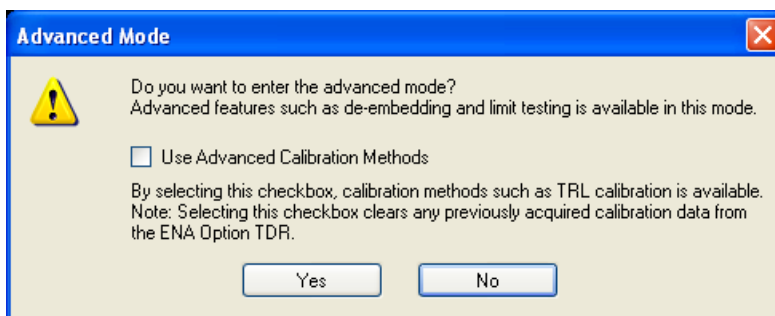 Advanced Mode
Do you want to enter the advanced mode?
Advanced features such as de-embedding and limit testing is available in this mode.
Use Advanced Calibration Methods
By selecting this checkbox, calibration methods such as TRL calibration is available.
Note: Selecting this checkbox clears any previously acquired calibration data from
the ENA Option TDR.
Yes
No